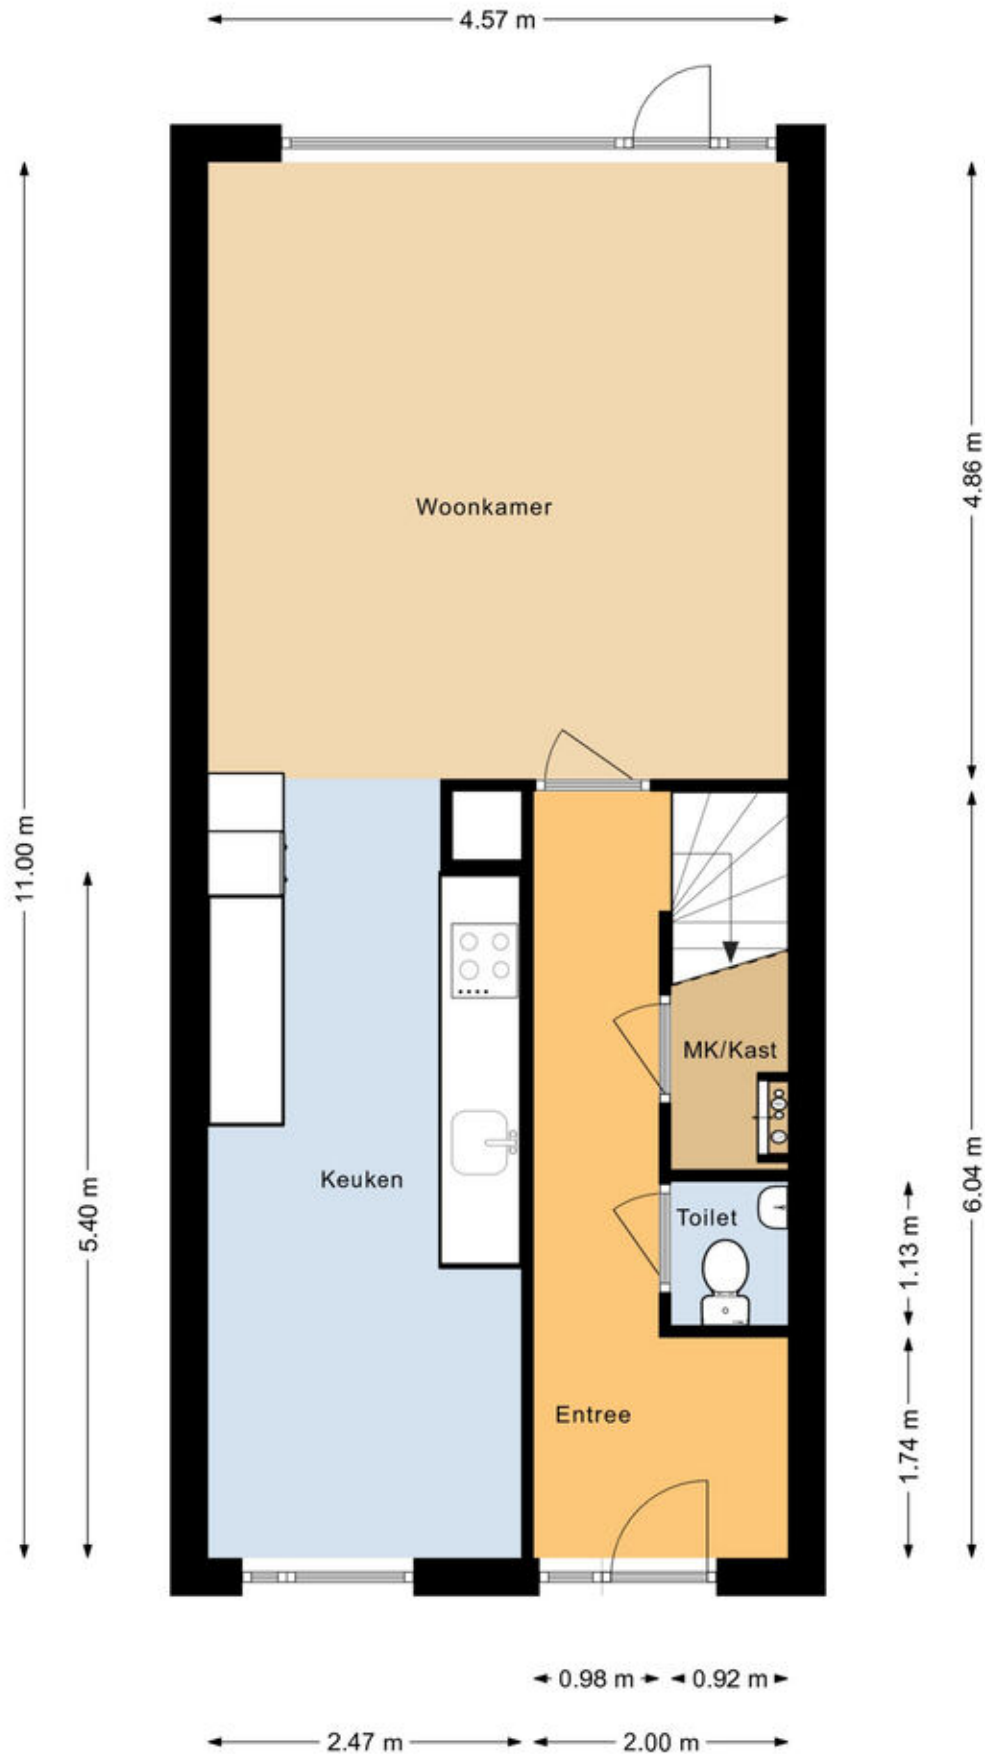 4.57 m
Woonkamer
4.86 m
11.00 m
MK/Kast
5.40 m
Keuken
Toilet
1.13 m
6.04 m
Entree
1.74 m
0.98 m
0.92 m
2.47 m
2.00 m